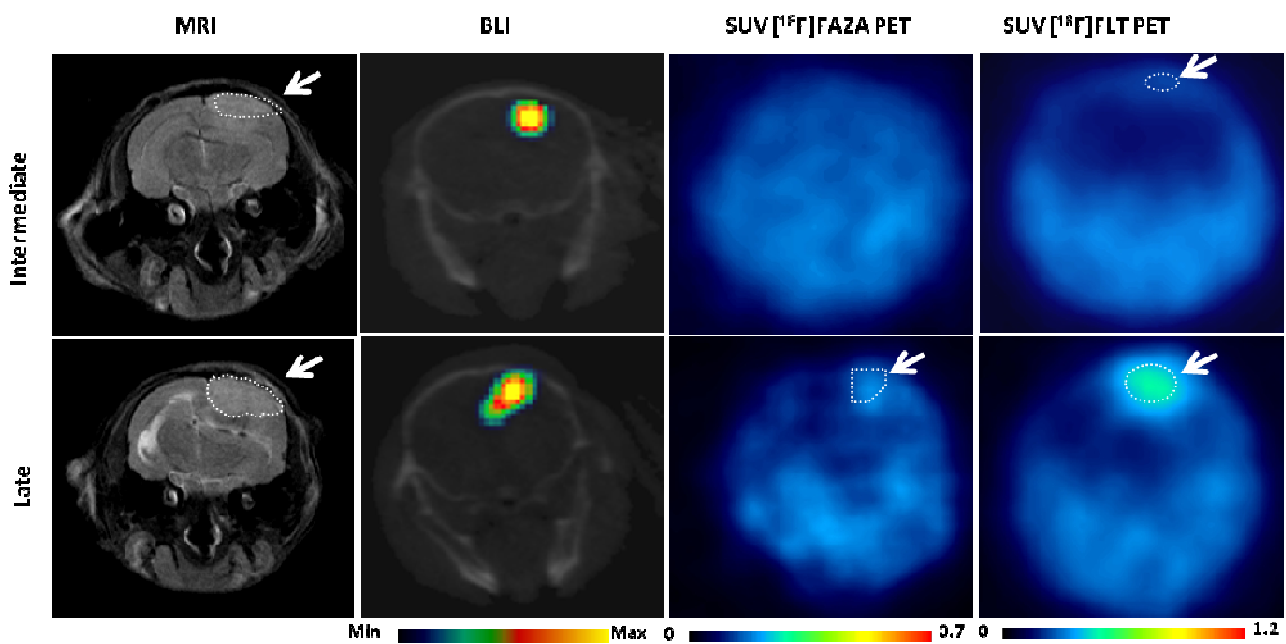 MRI
BLI
SUV [¹⁸F]FAZA PET
SUV [¹⁸F]FLT PET
Intermediate
Late
Min
Max
0
0.7
0
1.2